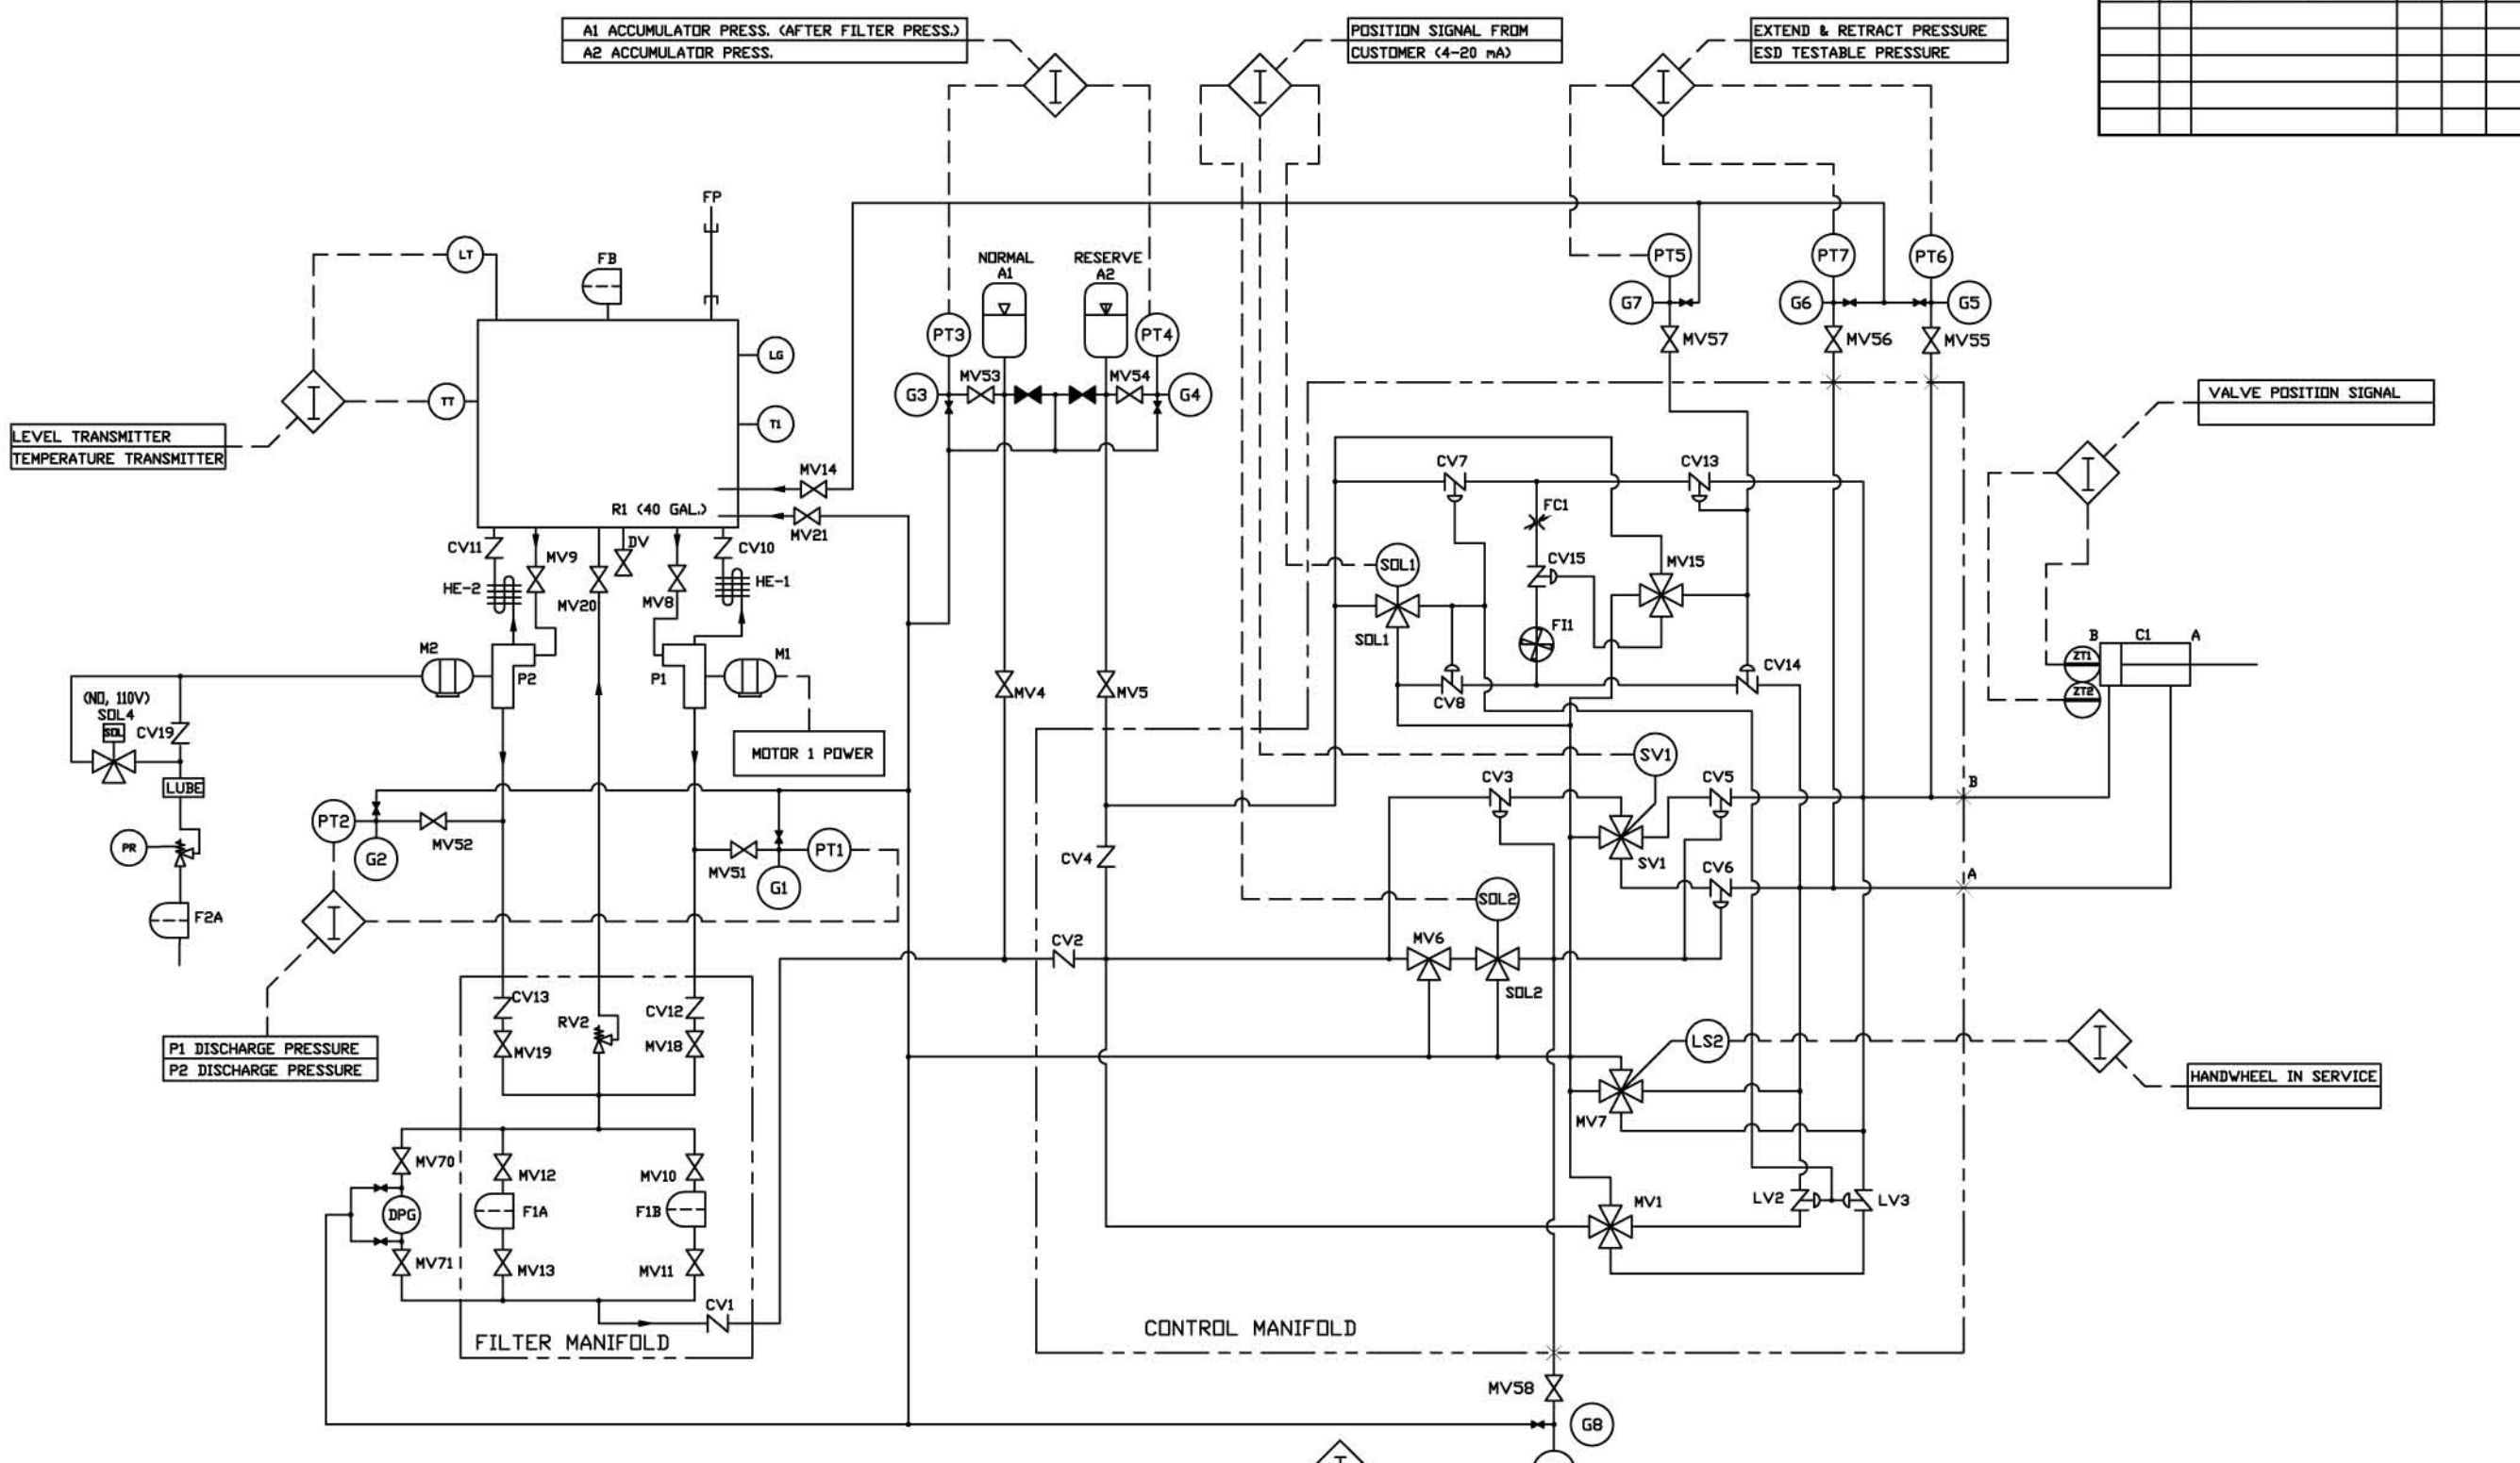 A1 ACCUMULATOR PRESS. (AFTER FILTER PRESS.)
A2 ACCUMULATOR PRESS.
POSITION SIGNAL FROM
CUSTOMER (4-20 mA)
EXTEND & RETRACT PRESSURE
ESD TESTABLE PRESSURE
I
I
I
FP
LT
FB
NORMAL
A1
RESERVE
A2
PT5
PT7
PT6
G7
G6
G5
MV57
MV56
MV55
PT3
PT4
LG
MV53
MV54
G3
G4
I
TT
T1
LEVEL TRANSMITTER
TEMPERATURE TRANSMITTER
VALVE POSITION SIGNAL
I
MV14
R1 (40 GAL.)
MV21
CV7
CV13
FC1
CV11
MV9
DV
CV10
HE-2
MV20
MV8
HE-1
SOL1
CV15
MV15
SOL1
FI1
M2
P2
P1
M1
B
C1
A
ZT1
ZT2
CV14
(NO, 110V)
SOL4
SOL
CV19
MV4
MV5
CV8
MOTOR 1 POWER
LUBE
SV1
CV3
CV5
B
PT2
MV52
G2
PR
MV51
PT1
G1
CV4
SV1
CV6
A
F2A
I
SOL2
CV2
MV6
SOL2
CV13
CV12
RV2
MV19
MV18
P1 DISCHARGE PRESSURE
P2 DISCHARGE PRESSURE
LS2
I
HANDWHEEL IN SERVICE
MV7
MV70
MV12
MV10
DPG
F1A
F1B
MV71
MV13
MV11
LV2
LV3
MV1
CV1
FILTER MANIFOLD
CONTROL MANIFOLD
MV58
G8
I